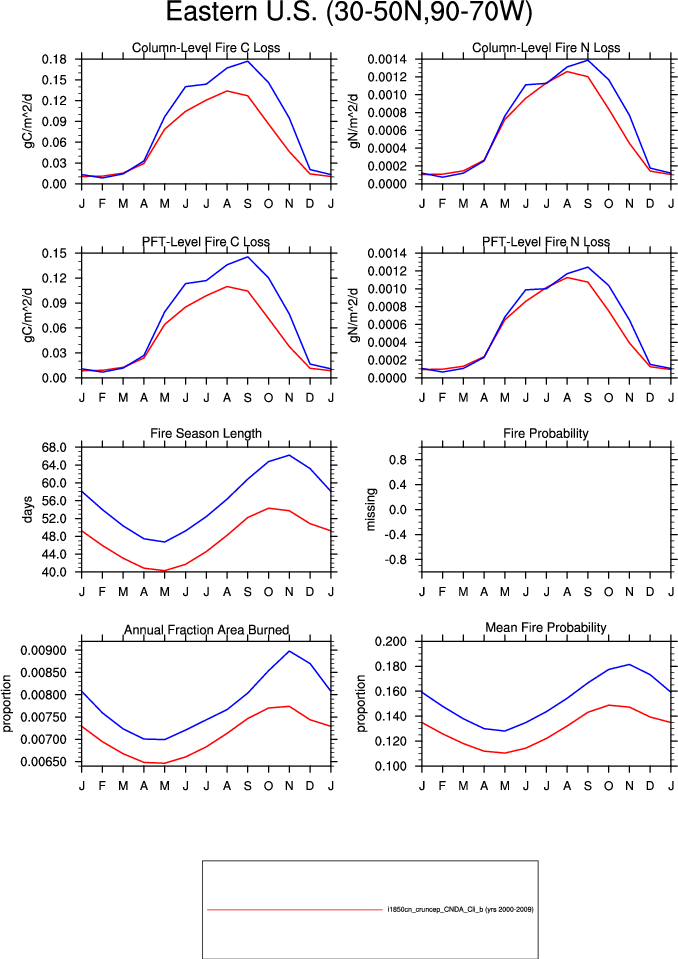 Eastern U.S. (30-50N,90-70W)
Column-Level Fire C Loss
gC/m^2/d
0.18
0.15
0.12
0.09
0.06
0.03
0.00
J F M A M J J A S O N D J
Column-Level Fire N Loss
gN/m^2/d
0.0014
0.0012
0.0010
0.0008
0.0006
0.0004
0.0002
0.0000
J F M A M J J A S O N D J
PFT-Level Fire C Loss
gC/m^2/d
0.15
0.12
0.09
0.06
0.03
0.00
J F M A M J J A S O N D J
PFT-Level Fire N Loss
gN/m^2/d
0.0014
0.0012
0.0010
0.0008
0.0006
0.0004
0.0002
0.0000
J F M A M J J A S O N D J
Fire Season Length
days
68.0
64.0
60.0
56.0
52.0
48.0
44.0
40.0
J F M A M J J A S O N D J
Fire Probability
missing
0.8
0.4
0.0
-0.4
-0.8
J F M A M J J A S O N D J
Annual Fraction Area Burned
proportion
0.00900
0.00850
0.00800
0.00750
0.00700
0.00650
J F M A M J J A S O N D J
Mean Fire Probability
proportion
0.200
0.180
0.160
0.140
0.120
0.100
J F M A M J J A S O N D J
i1850cn_cruncep_CNDA_Cli_b (yrs 2000-2009)